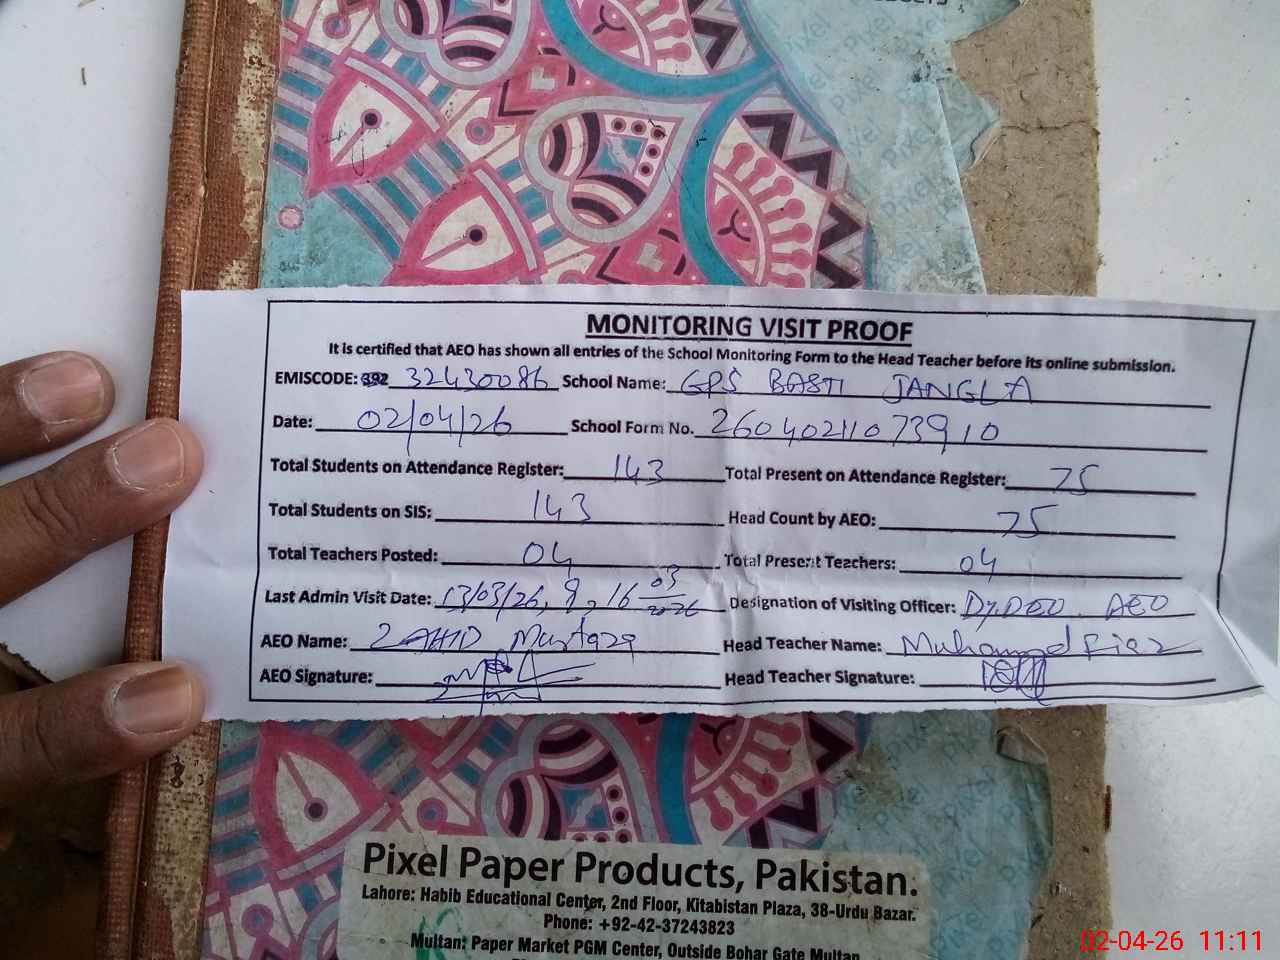 MONITORING VISIT PROOF
It is certified that AEO has shown all entries of the School Monitoring Form to the Head Teacher before its online submission.
EMISCODE: 392 32430086 School Name: GPS BASTI JANGLA
Date: 02/04/26 School Form No. 26040211073910
Total Students on Attendance Register: 143 Total Present on Attendance Register: 75
Total Students on SIS: 143 Head Count by AEO: 75
Total Teachers Posted: 04 Total Present Teachers: 04
Last Admin Visit Date: 13/03/26, 9, 16 03/2026 Designation of Visiting Officer: Dy.DEO. AEO
AEO Name: ZAHID Murtaza Head Teacher Name: Muhammad Fiaz
AEO Signature: Head Teacher Signature:
Pixel Paper Products, Pakistan.
Lahore: Habib Educational Center, 2nd Floor, Kitabistan Plaza, 38-Urdu Bazar.
Phone: +92-42-37243823
Multan: Paper Market PGM Center, Outside Bohar Gate Multan
02-04-26 11:11